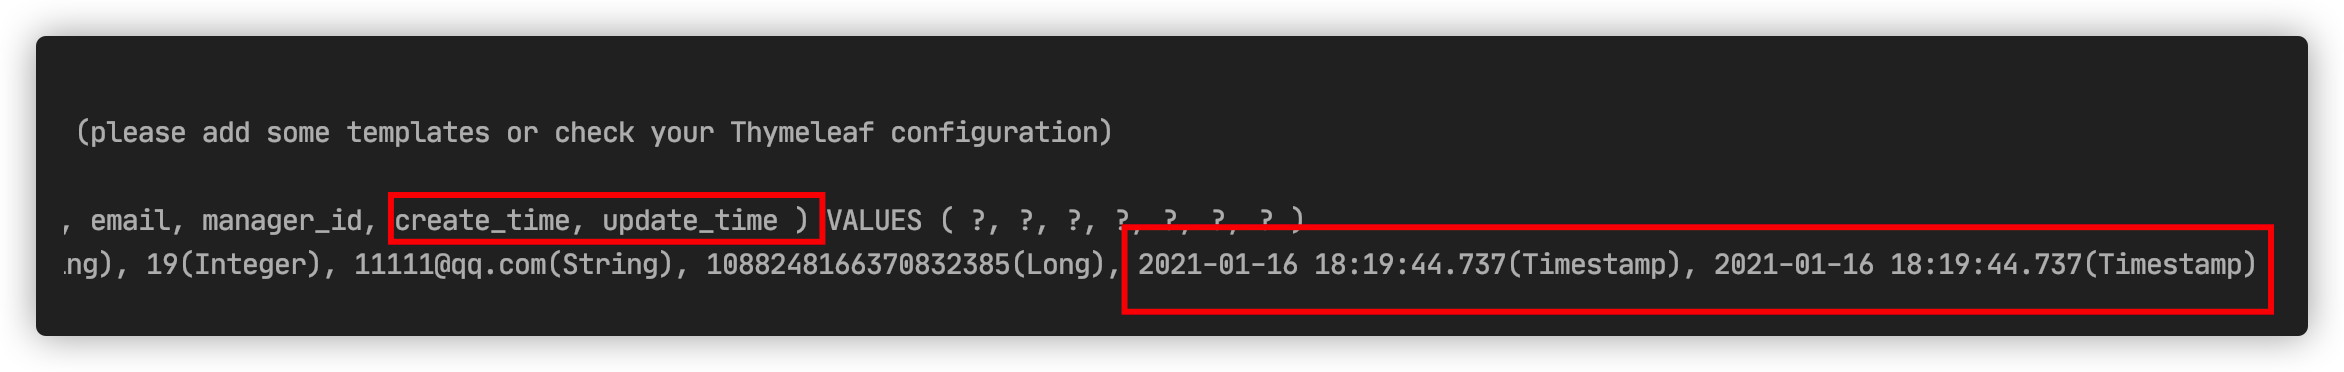 (please add some templates or check your Thymeleaf configuration)
, email, manager_id, create_time, update_time ) VALUES ( ?, ?, ?, ?, ?, ?, ? )
ng), 19(Integer), 11111@qq.com(String), 1088248166370832385(Long), 2021-01-16 18:19:44.737(Timestamp), 2021-01-16 18:19:44.737(Timestamp)